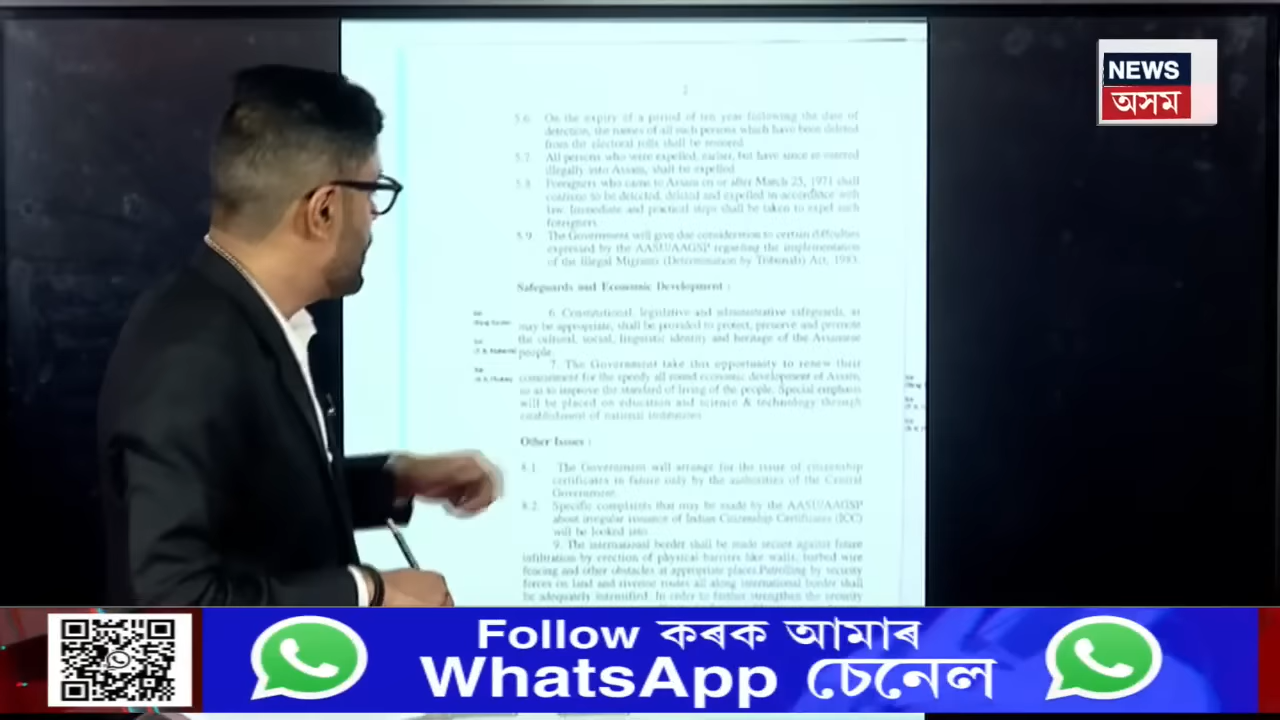 NEWS
অসম
2
5.6. On the expiry of a period of ten year following the date of
detection, the names of all such persons which have been deleted
from the electoral rolls shall be restored.
5.7. All persons who were expelled, earlier, but have since re-entered
illegally into Assam, shall be expelled.
5.8. Foreigners who came to Assam on or after March 25, 1971 shall
continue to be detected, deleted and expelled in accordance with
law. Immediate and practical steps shall be taken to expel such
foreigners.
5.9. The Government will give due consideration to certain difficulties
expressed by the AASU/AAGSP regarding the implementation
of the Illegal Migrants (Determination by Tribunals) Act, 1983.
Safeguards and Economic Development :
6. Constitutional, legislative and administrative safeguards, as
may be appropriate, shall be provided to protect, preserve and promote
the cultural, social, linguistic identity and heritage of the Assamese
people.
7. The Government take this opportunity to renew their
commitment for the speedy all round economic development of Assam,
so as to improve the standard of living of the people. Special emphasis
will be placed on education and science & technology through
establishment of national institutions.
Other Issues :
8.1. The Government will arrange for the issue of citizenship
certificates in future only by the authorities of the Central
Government.
8.2. Specific complaints that may be made by the AASU/AAGSP
about irregular issuance of Indian Citizenship Certificates (ICC)
will be looked into.
9. The international border shall be made secure against future
infiltration by erection of physical barriers like walls, barbed wire
fencing and other obstacles at appropriate places. Patrolling by security
forces on land and riverine routes all along international border shall
be adequately intensified. In order to further strengthen the security
Follow কৰক আমাৰ
WhatsApp চেনেল